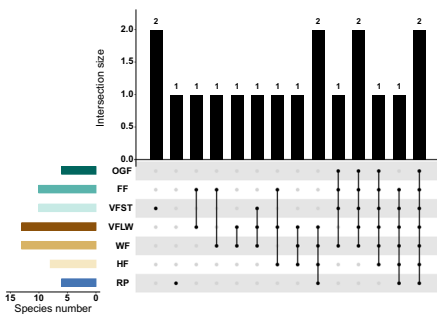 2 1 1 1 1 1 1 1 2 1 2 1 1 2
Intersection size
2.0
1.5
1.0
0.5
0.0
OGF
FF
VFST
VFLW
WF
HF
RP
15 10 5 0
Species number